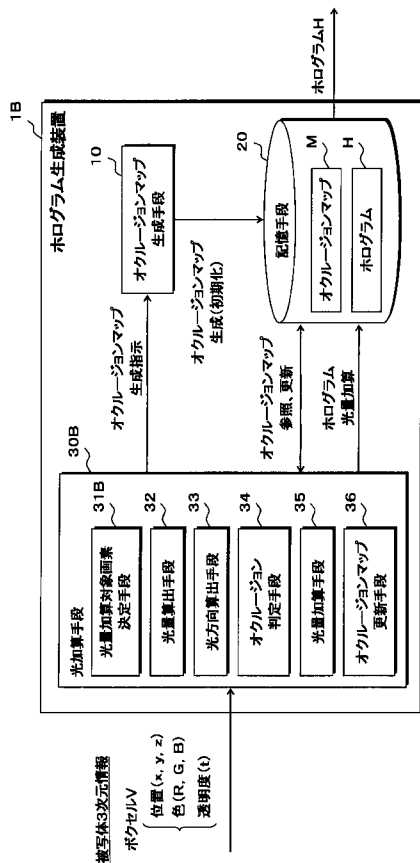 1B
ホログラム生成装置
被写体3次元情報
ボクセルV
位置(x, y, z)
色(R, G, B)
透明度(t)
30B
光加算手段
31B
光量加算対象画素
決定手段
32
光量算出手段
33
光方向算出手段
34
オクルージョン
判定手段
35
光量加算手段
36
オクルージョンマップ
更新手段
オクルージョンマップ
生成指示
10
オクルージョンマップ
生成手段
オクルージョンマップ
生成(初期化)
オクルージョンマップ
参照、更新
ホログラム
光量加算
20
記憶手段
M
オクルージョンマップ
H
ホログラム
ホログラムH